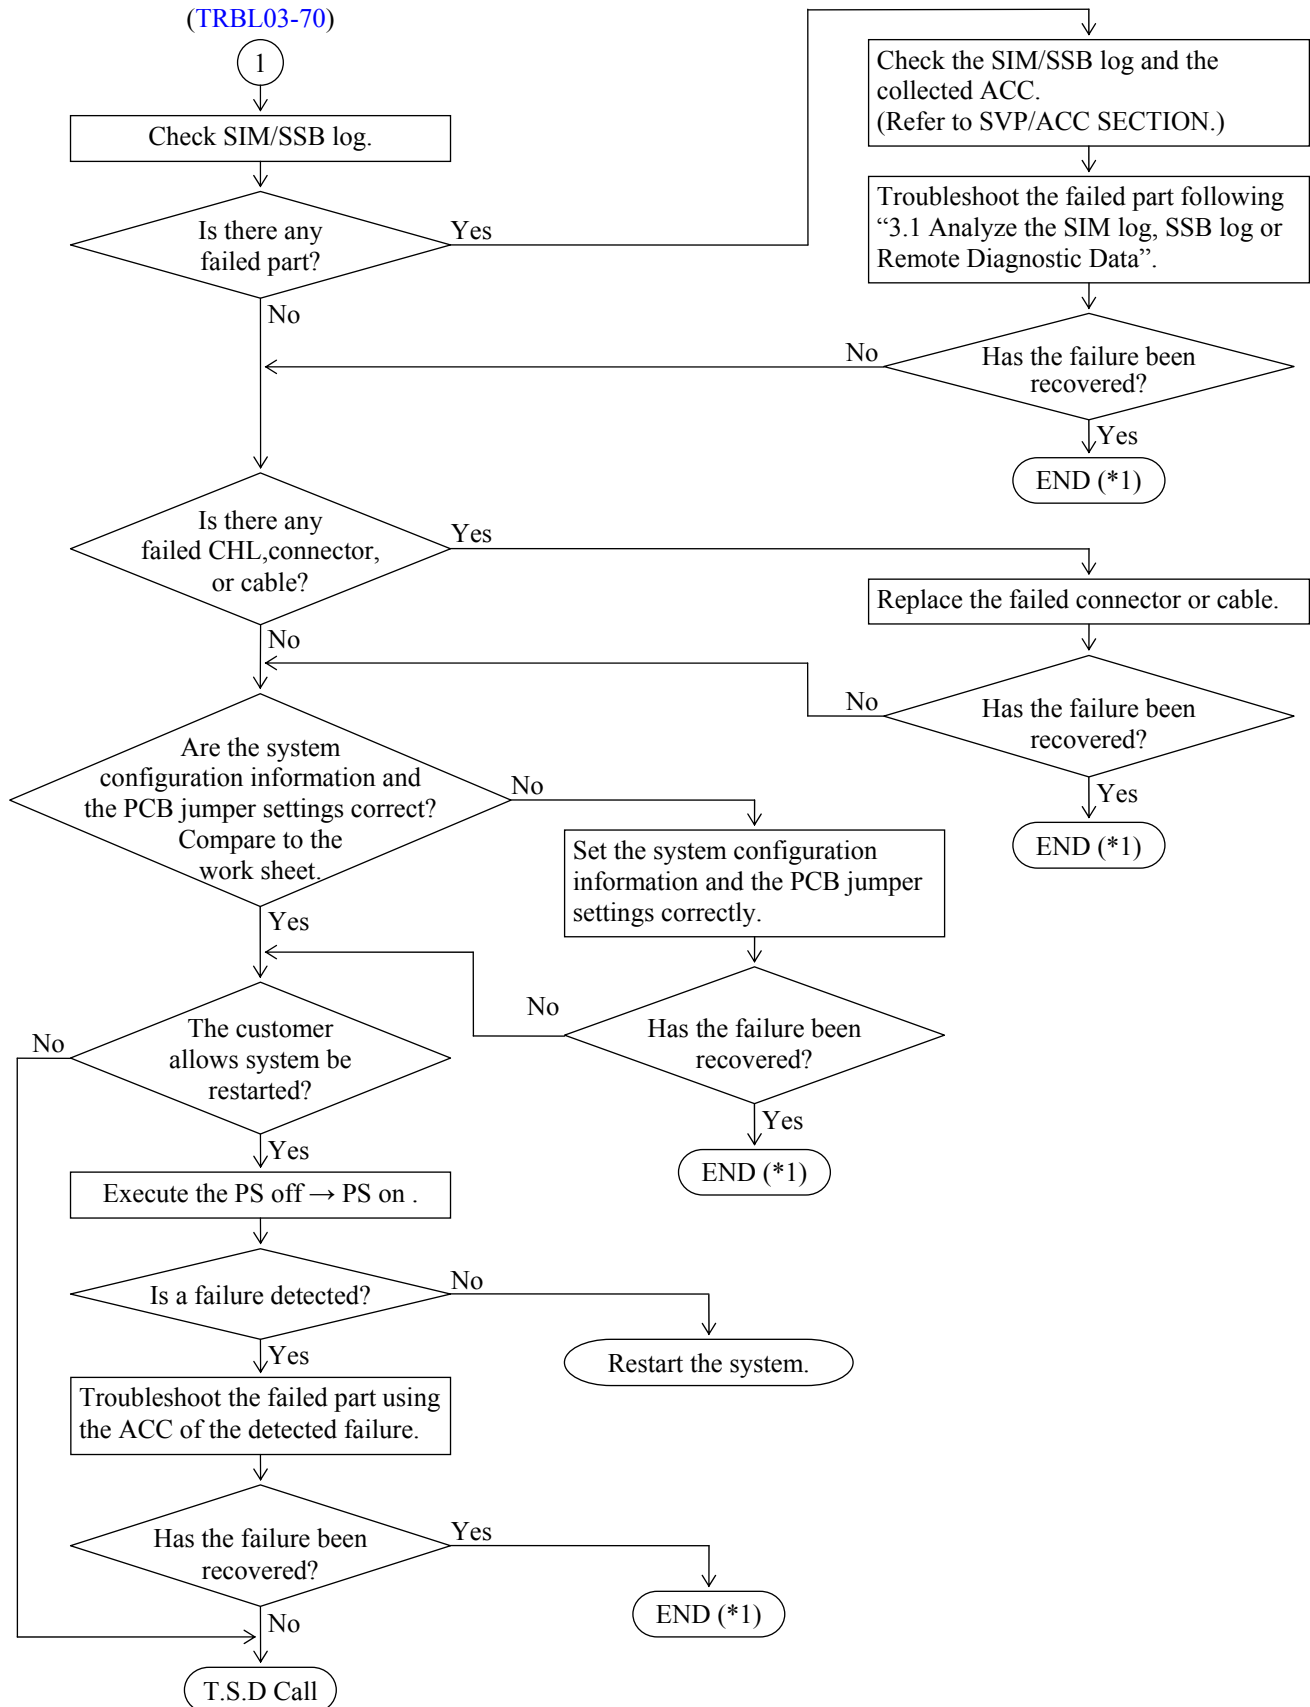 (TRBL03-70)
1
Check SIM/SSB log.
Is there any
failed part?
Yes
No
Check the SIM/SSB log and the
collected ACC.
(Refer to SVP/ACC SECTION.)
Troubleshoot the failed part following
“3.1 Analyze the SIM log, SSB log or
Remote Diagnostic Data”.
Has the failure been
recovered?
No
Yes
END (*1)
Is there any
failed CHL,connector,
or cable?
Yes
No
Replace the failed connector or cable.
Has the failure been
recovered?
No
Yes
END (*1)
Are the system
configuration information and
the PCB jumper settings correct?
Compare to the
work sheet.
No
Yes
Set the system configuration
information and the PCB jumper
settings correctly.
Has the failure been
recovered?
No
Yes
END (*1)
The customer
allows system be
restarted?
No
Yes
Execute the PS off → PS on .
Is a failure detected?
No
Yes
Restart the system.
Troubleshoot the failed part using
the ACC of the detected failure.
Has the failure been
recovered?
Yes
No
END (*1)
T.S.D Call